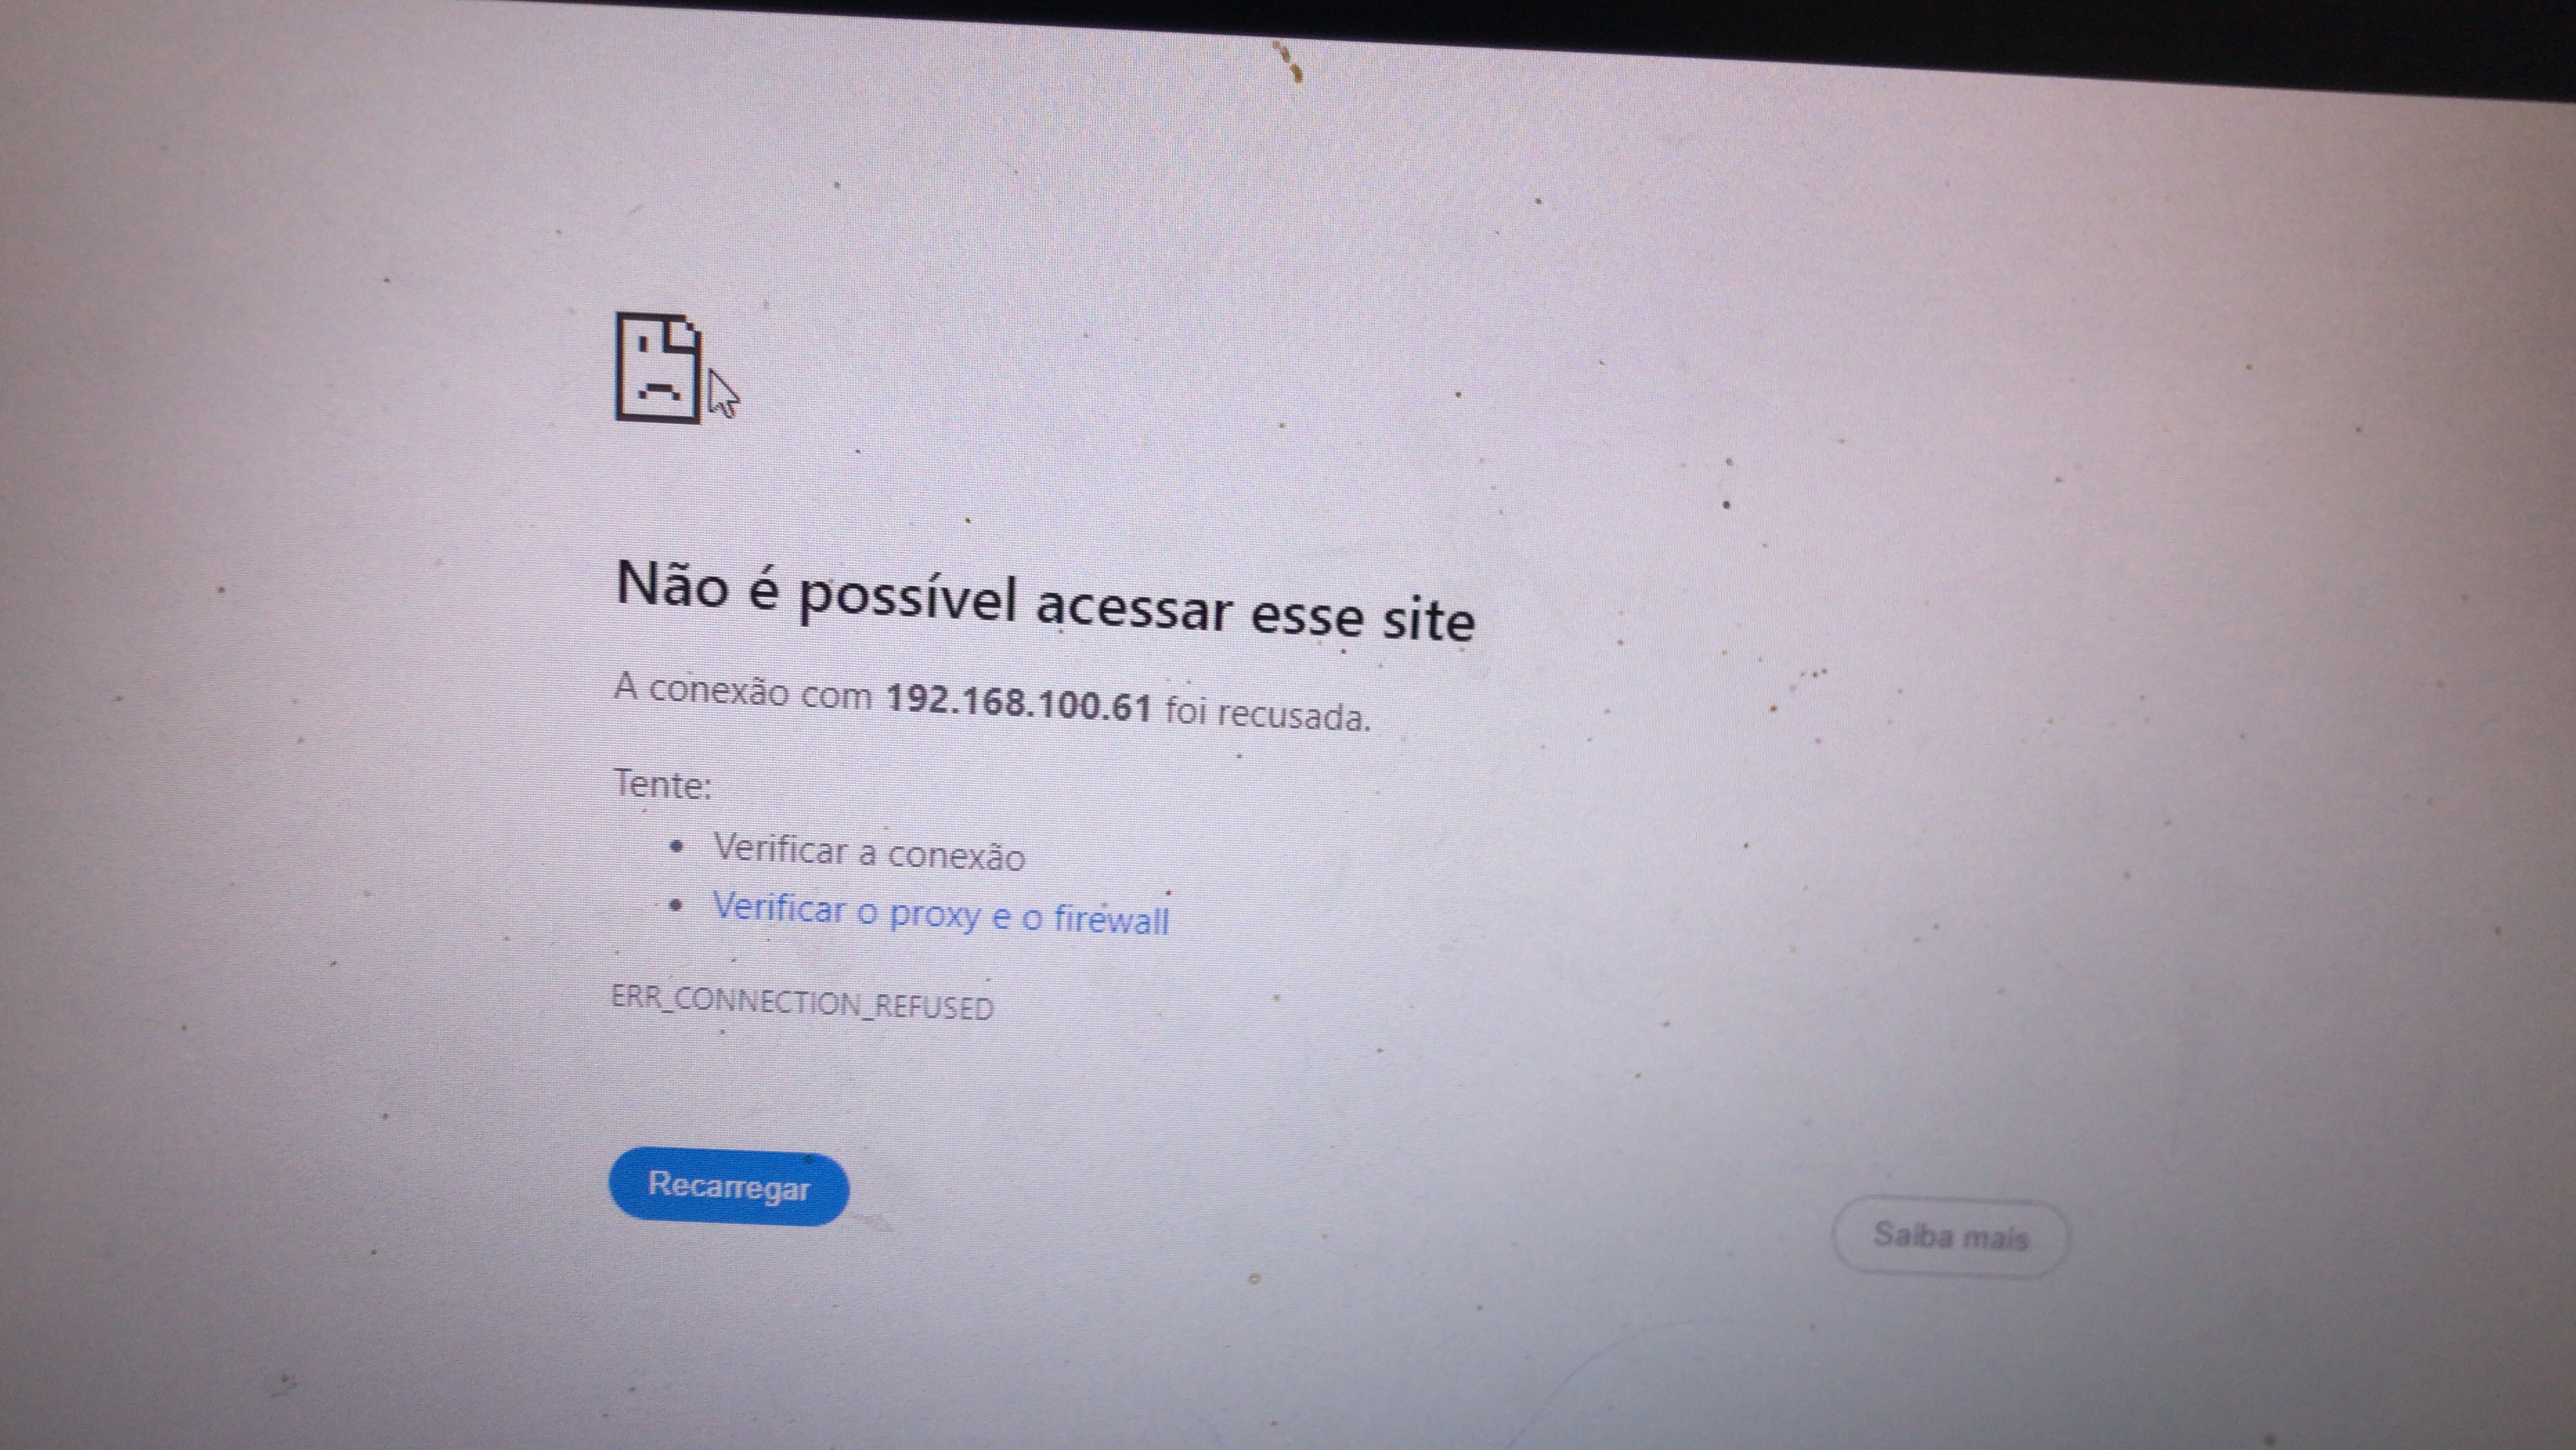 Não é possível acessar esse site
A conexão com 192.168.100.61 foi recusada.
Tente:
• Verificar a conexão
• Verificar o proxy e o firewall
ERR_CONNECTION_REFUSED
Recarregar
Saiba mais